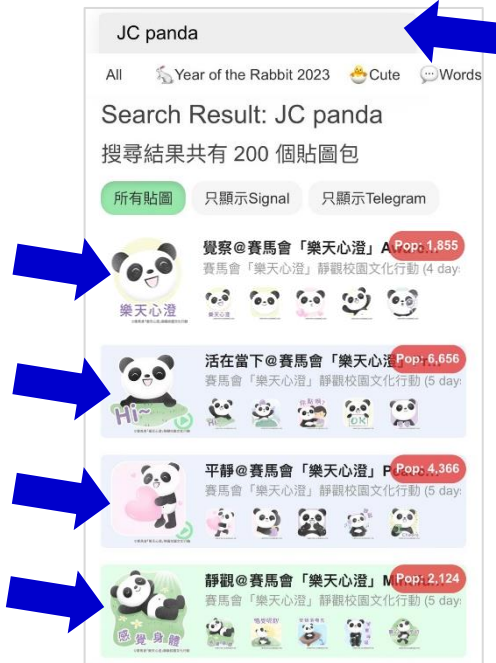 JC panda
All Year of the Rabbit 2023 Cute Words
Search Result: JC panda
搜尋結果共有 200 個貼圖包
所有貼圖 只顯示Signal 只顯示Telegram
覺察@賽馬會「樂天心澄」 Pop: 1,855
賽馬會「樂天心澄」靜觀校園文化行動 (4 day
樂天心澄
活在當下@賽馬會「樂天心澄 Pop: 6,656
賽馬會「樂天心澄」靜觀校園文化行動 (5 day
Hi~
OK!
平靜@賽馬會「樂天心澄」 Pop: 4,366
賽馬會「樂天心澄」靜觀校園文化行動 (5 day
靜觀@賽馬會「樂天心澄」 Pop: 2,124
賽馬會「樂天心澄」靜觀校園文化行動 (5 day
感覺身體